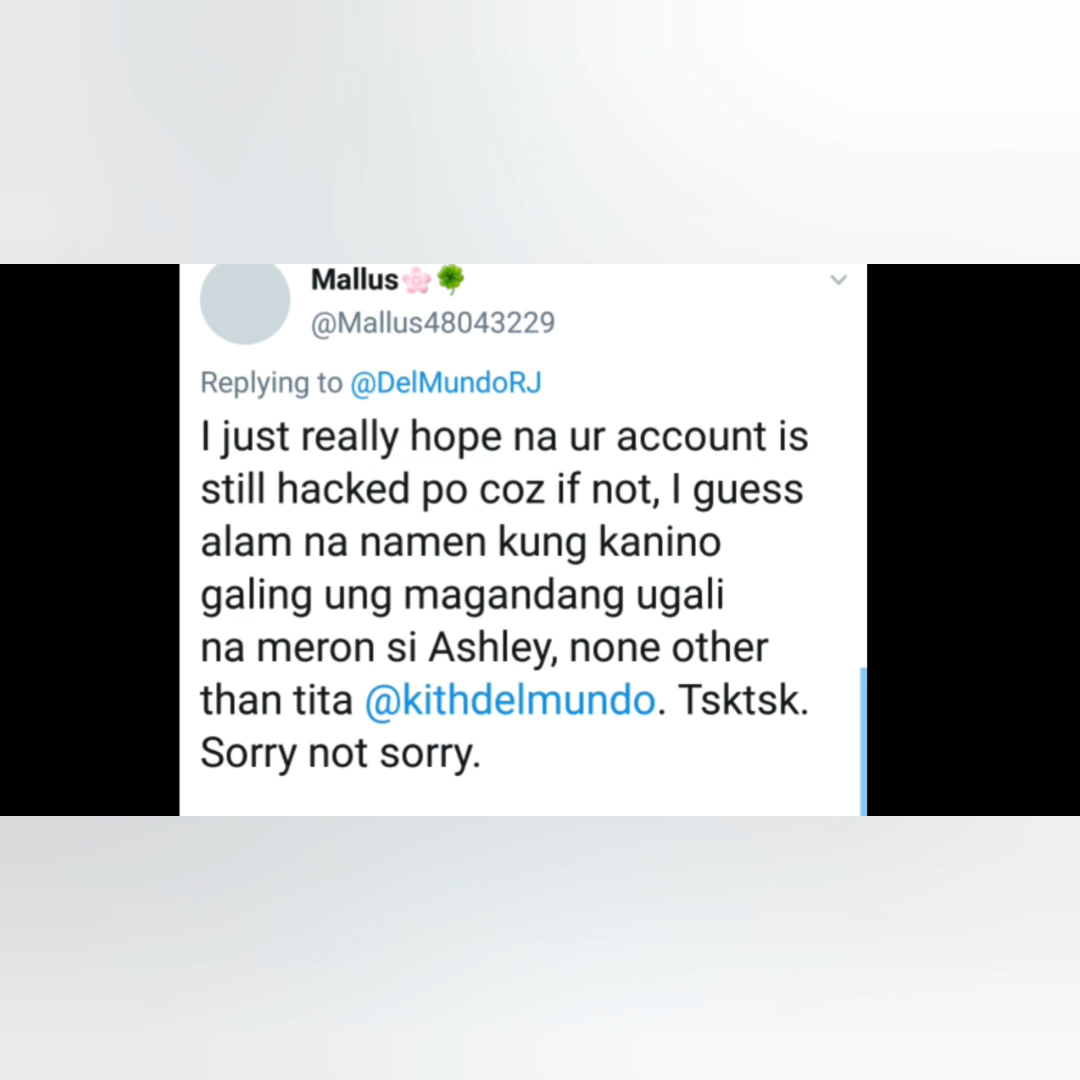 Mallus🌸🍀
@Mallus48043229
Replying to @DelMundoRJ
I just really hope na ur account is
still hacked po coz if not, I guess
alam na namen kung kanino
galing ung magandang ugali
na meron si Ashley, none other
than tita @kithdelmundo. Tsktsk.
Sorry not sorry.